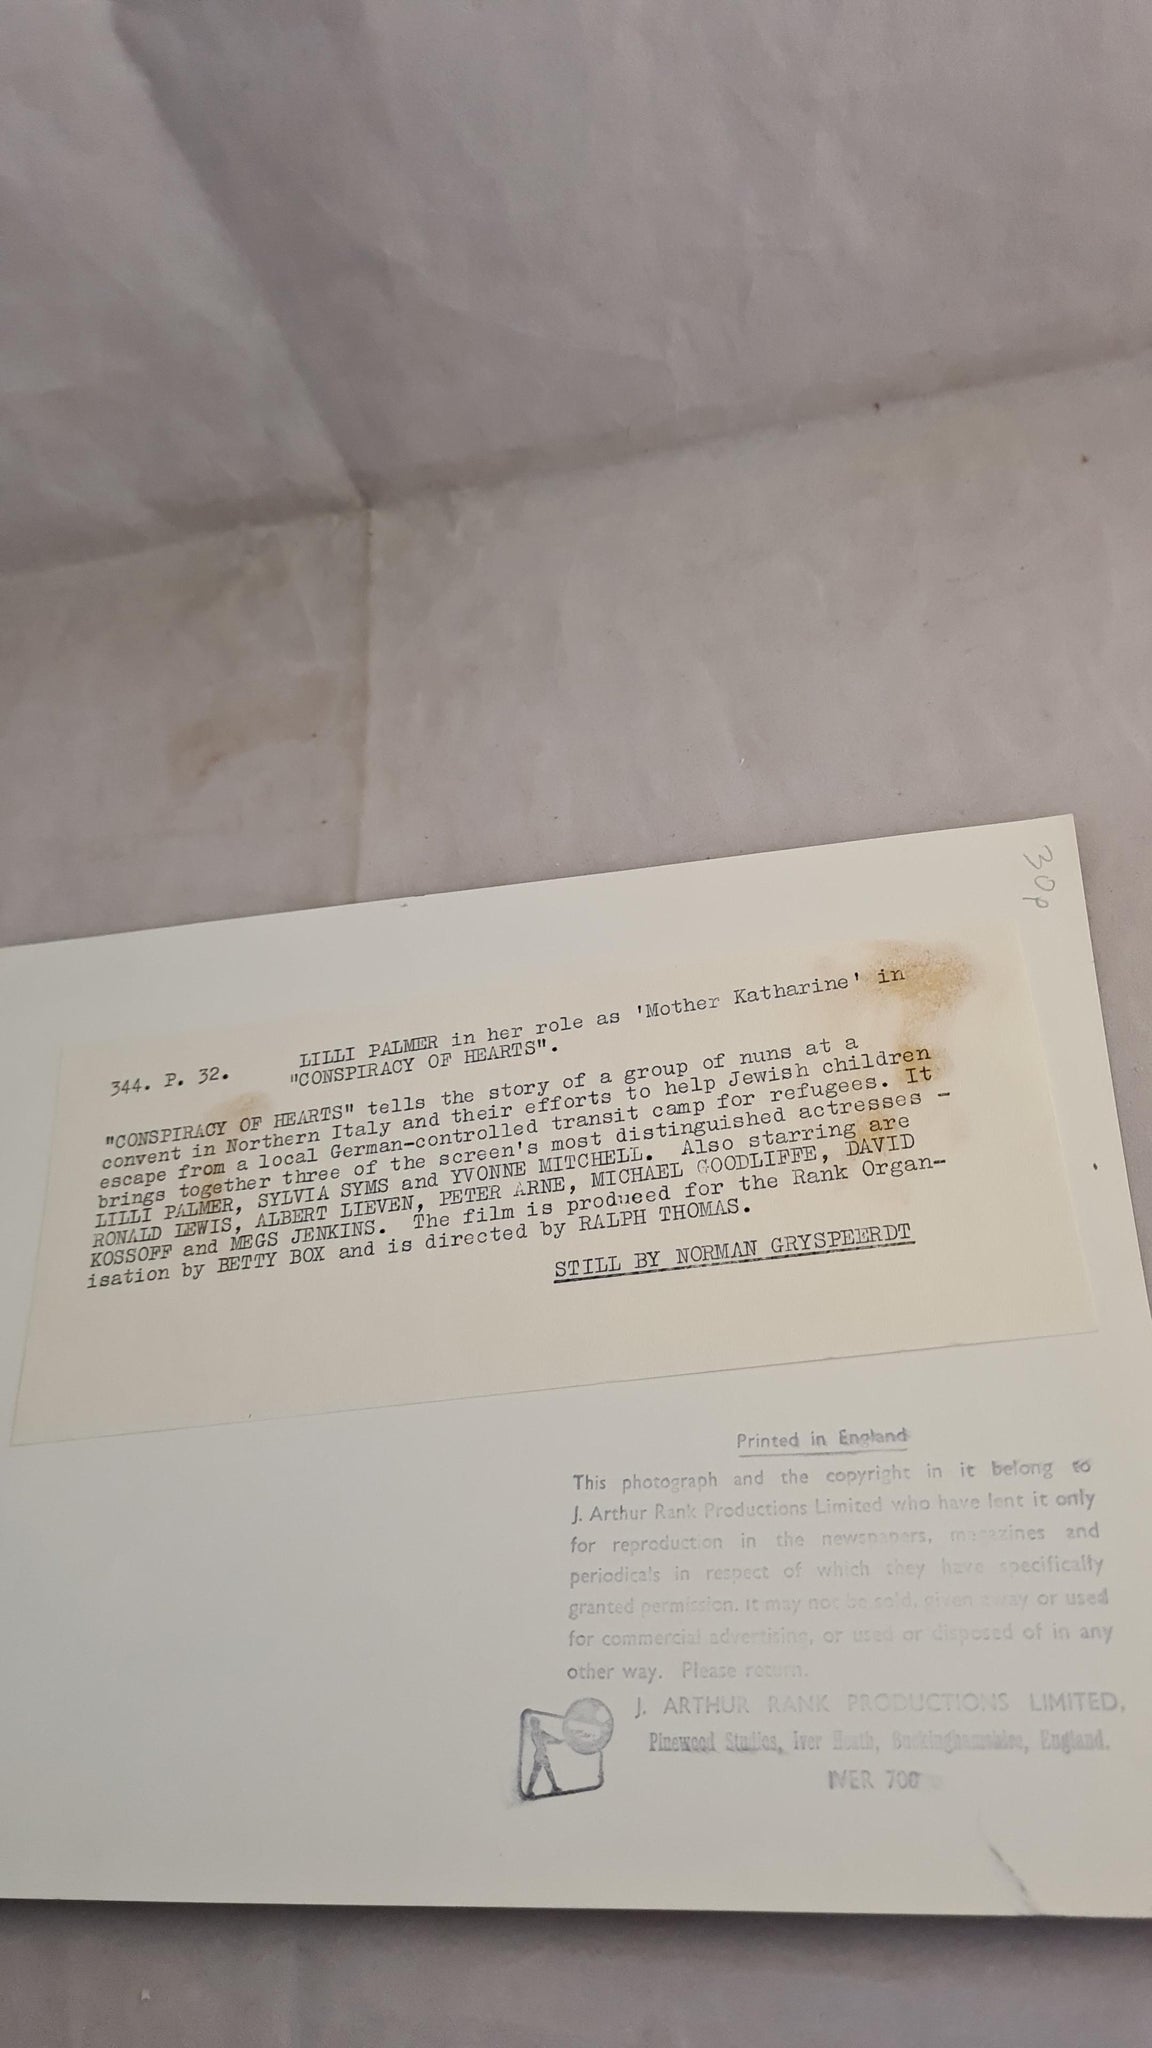 30p
LILLI PALMER in her role as 'Mother Katharine' in
344. P. 32. "CONSPIRACY OF HEARTS".
"CONSPIRACY OF HEARTS" tells the story of a group of nuns at a
convent in Northern Italy and their efforts to help Jewish children
escape from a local German-controlled transit camp for refugees. It
brings together three of the screen's most distinguished actresses -
LILLI PALMER, SYLVIA SYMS and YVONNE MITCHELL. Also starring are
RONALD LEWIS, ALBERT LIEVEN, PETER ARNE, MICHAEL GOODLIFFE, DAVID
KOSSOFF and MEGS JENKINS. The film is produced for the Rank Organ-
isation by BETTY BOX and is directed by RALPH THOMAS.
STILL BY NORMAN GRYSPEERDT
Printed in England
This photograph and the copyright in it belong to
J. Arthur Rank Productions Limited who have lent it only
for reproduction in the newspapers, magazines and
periodicals in respect of which they have specifically
granted permission. It may not be sold, given away or used
for commercial advertising, or used or disposed of in any
other way. Please return.
J. ARTHUR RANK PRODUCTIONS LIMITED,
Pinewood Studios, Iver Heath, Buckinghamshire, England.
IVER 700